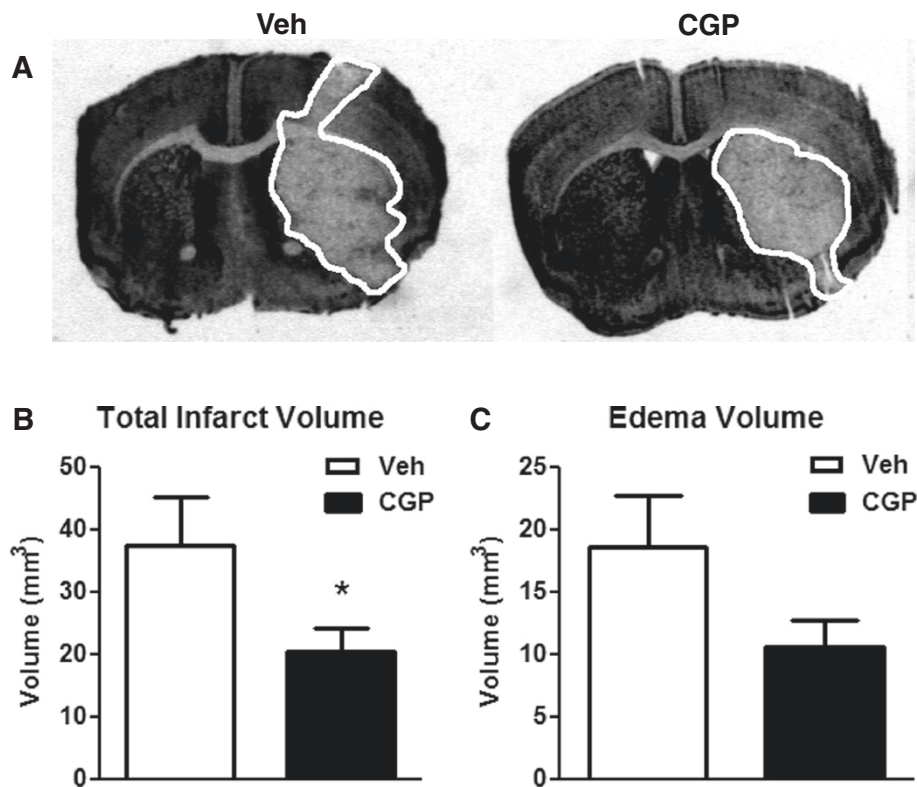 Veh CGP
A
B Total Infarct Volume
Volume (mm³)
50
40
30
20
10
0
Veh
CGP
*
C Edema Volume
Volume (mm³)
25
20
15
10
5
0
Veh
CGP